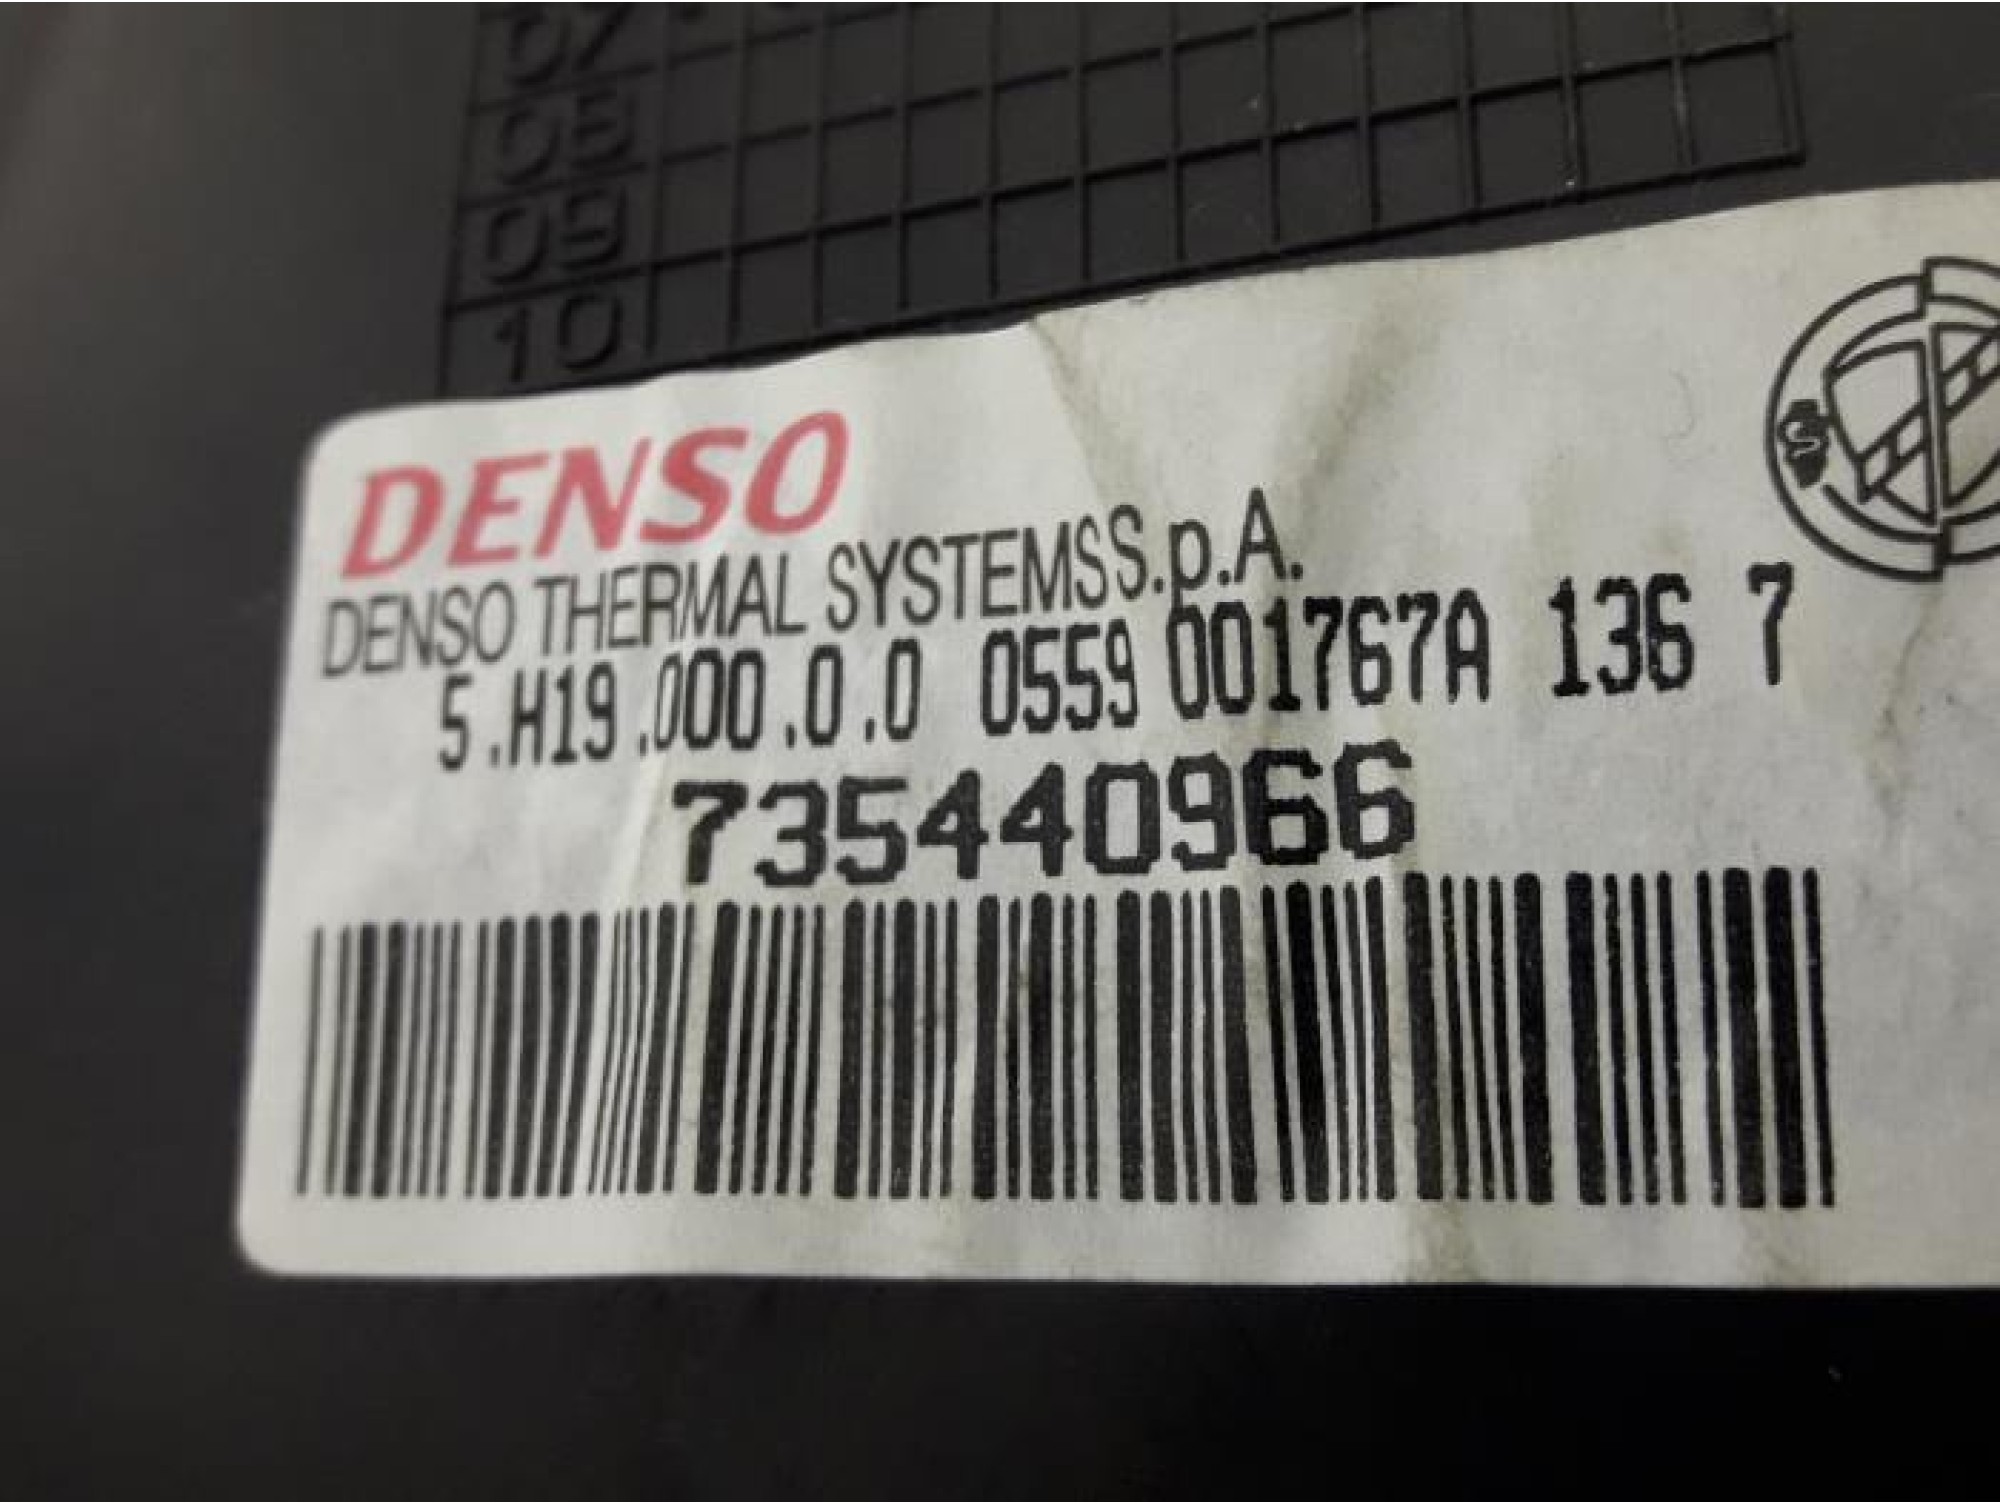 07
08
09
10
DENSO
DENSO THERMAL SYSTEMSS.p.A.
5.H19.000.0.0 0559 001767A 136 7
735440966